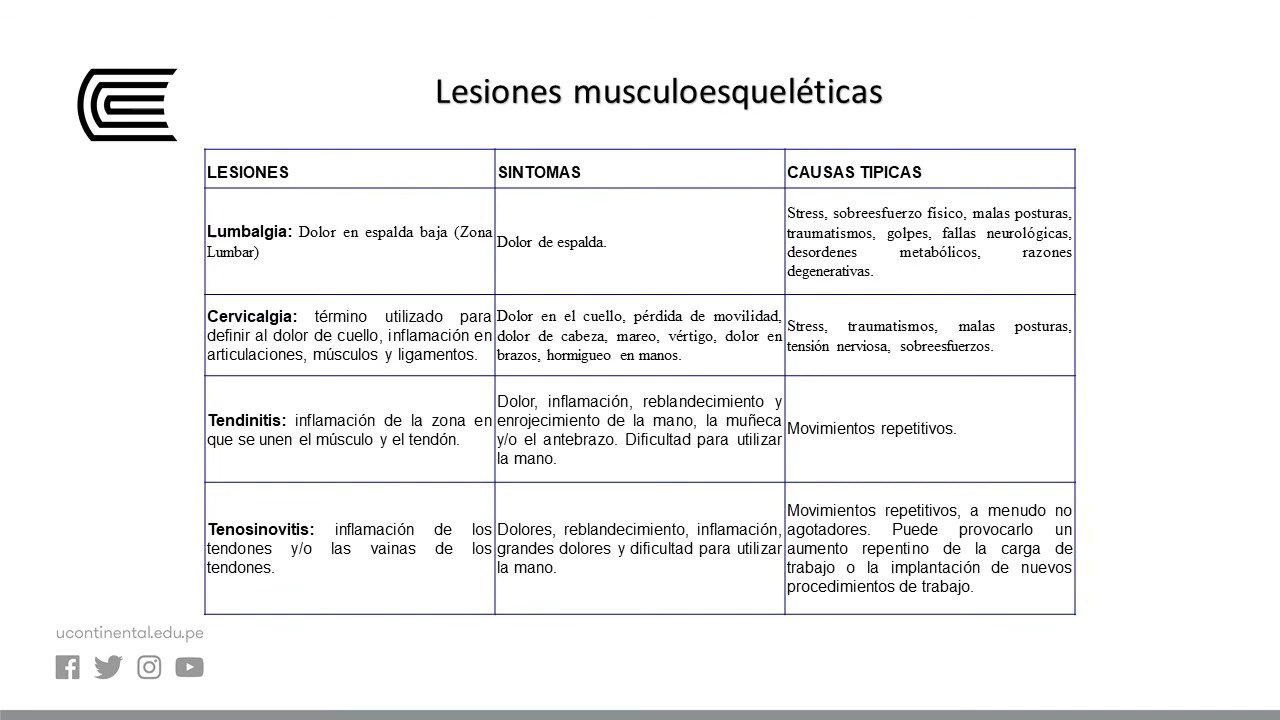 Lesiones musculoesqueléticas
LESIONES
SINTOMAS
CAUSAS TIPICAS
Lumbalgia: Dolor en espalda baja (Zona
Lumbar)
Dolor de espalda.
Stress, sobreesfuerzo físico, malas posturas,
traumatismos, golpes, fallas neurológicas,
desordenes metabólicos, razones
degenerativas.
Cervicalgia: término utilizado para
definir al dolor de cuello, inflamación en
articulaciones, músculos y ligamentos.
Dolor en el cuello, pérdida de movilidad,
dolor de cabeza, mareo, vértigo, dolor en
brazos, hormigueo en manos.
Stress, traumatismos, malas posturas,
tensión nerviosa, sobreesfuerzos.
Tendinitis: inflamación de la zona en
que se unen el músculo y el tendón.
Dolor, inflamación, reblandecimiento y
enrojecimiento de la mano, la muñeca
y/o el antebrazo. Dificultad para utilizar
la mano.
Movimientos repetitivos.
Tenosinovitis: inflamación de los
tendones y/o las vainas de los
tendones.
Dolores, reblandecimiento, inflamación,
grandes dolores y dificultad para utilizar
la mano.
Movimientos repetitivos, a menudo no
agotadores. Puede provocarlo un
aumento repentino de la carga de
trabajo o la implantación de nuevos
procedimientos de trabajo.
ucontinental.edu.pe